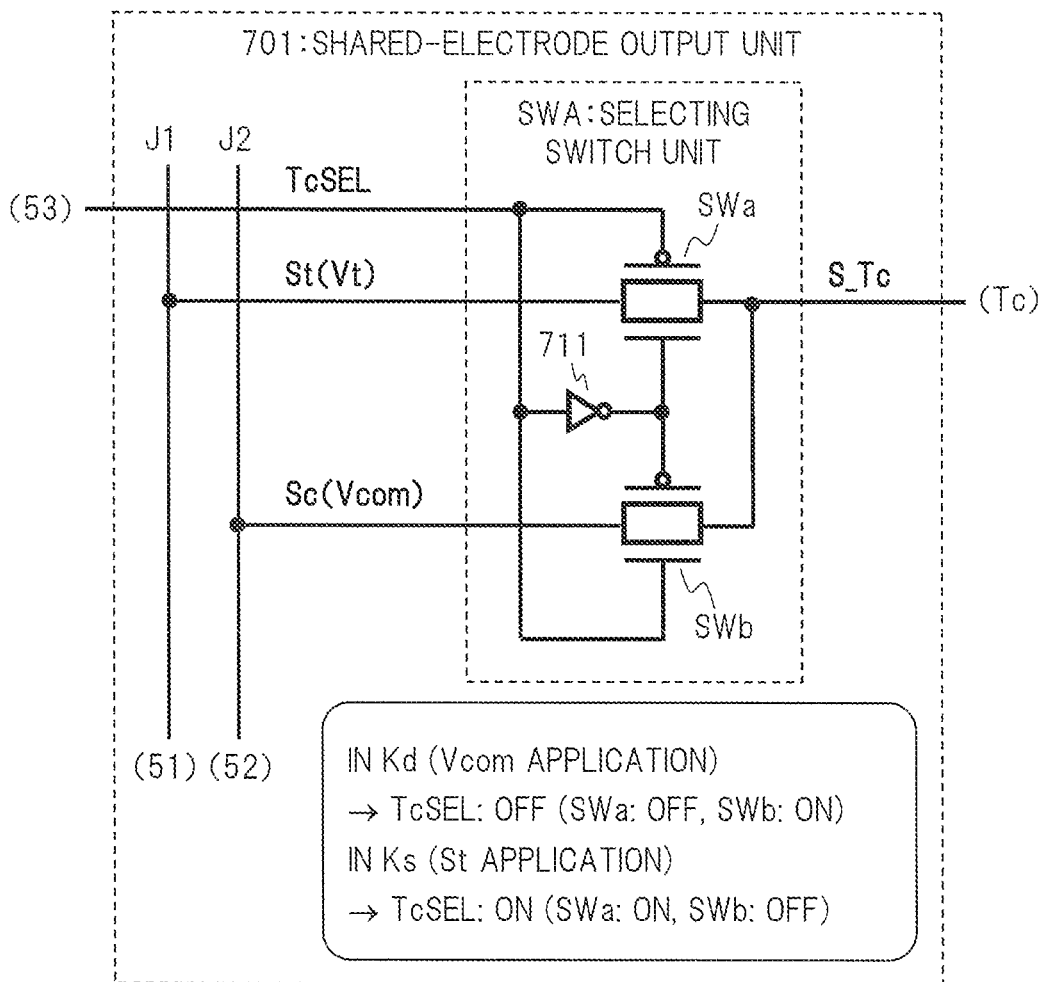 701:SHARED-ELECTRODE OUTPUT UNIT
SWA:SELECTING
SWITCH UNIT
J1
J2
TcSEL
(53)
SWa
St(Vt)
S_Tc
(Tc)
711
Sc(Vcom)
SWb
(51) (52)
IN Kd (Vcom APPLICATION)
→ TcSEL: OFF (SWa: OFF, SWb: ON)
IN Ks (St APPLICATION)
→ TcSEL: ON (SWa: ON, SWb: OFF)